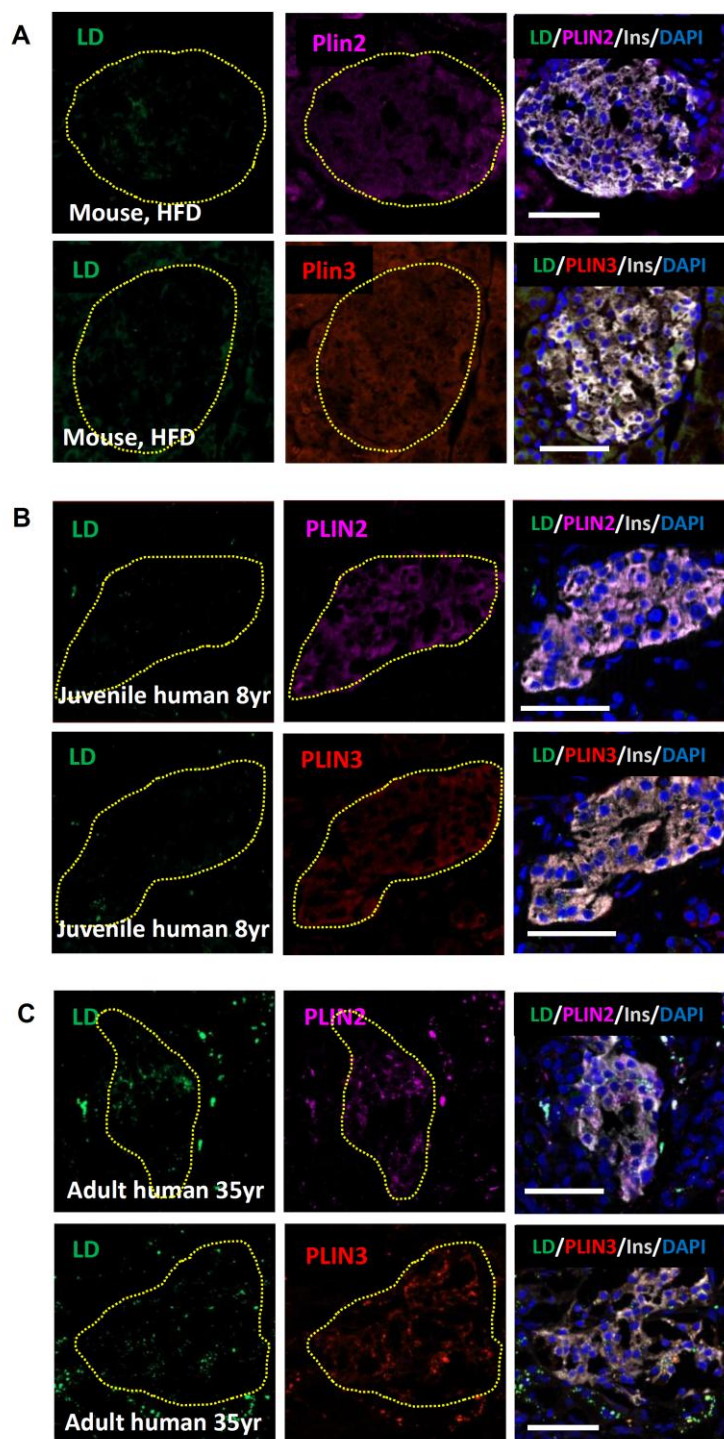 A
LD
Plin2
LD/PLIN2/Ins/DAPI
Mouse, HFD
LD
Plin3
LD/PLIN3/Ins/DAPI
Mouse, HFD
B
LD
PLIN2
LD/PLIN2/Ins/DAPI
Juvenile human 8yr
LD
PLIN3
LD/PLIN3/Ins/DAPI
Juvenile human 8yr
C
LD
PLIN2
LD/PLIN2/Ins/DAPI
Adult human 35yr
LD
PLIN3
LD/PLIN3/Ins/DAPI
Adult human 35yr